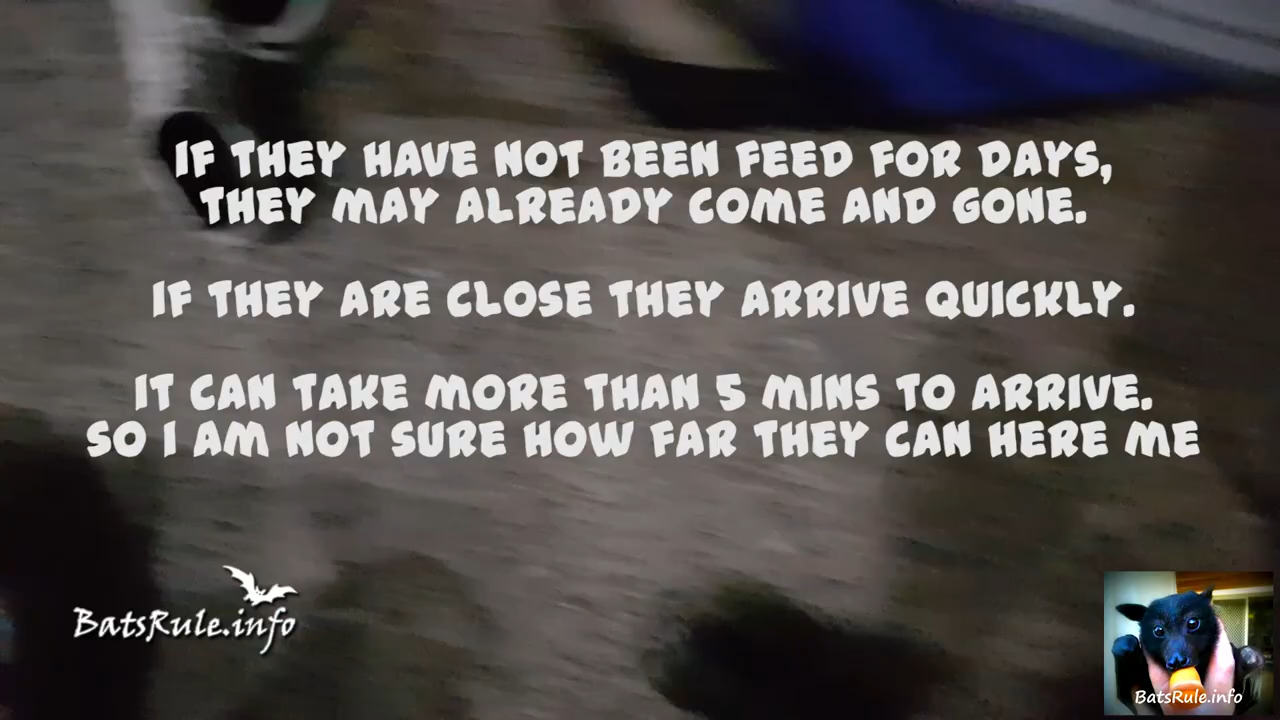 IF THEY HAVE NOT BEEN FEED FOR DAYS,
THEY MAY ALREADY COME AND GONE.
IF THEY ARE CLOSE THEY ARRIVE QUICKLY.
IT CAN TAKE MORE THAN 5 MINS TO ARRIVE.
SO I AM NOT SURE HOW FAR THEY CAN HERE ME
BatsRule.info
BatsRule.info